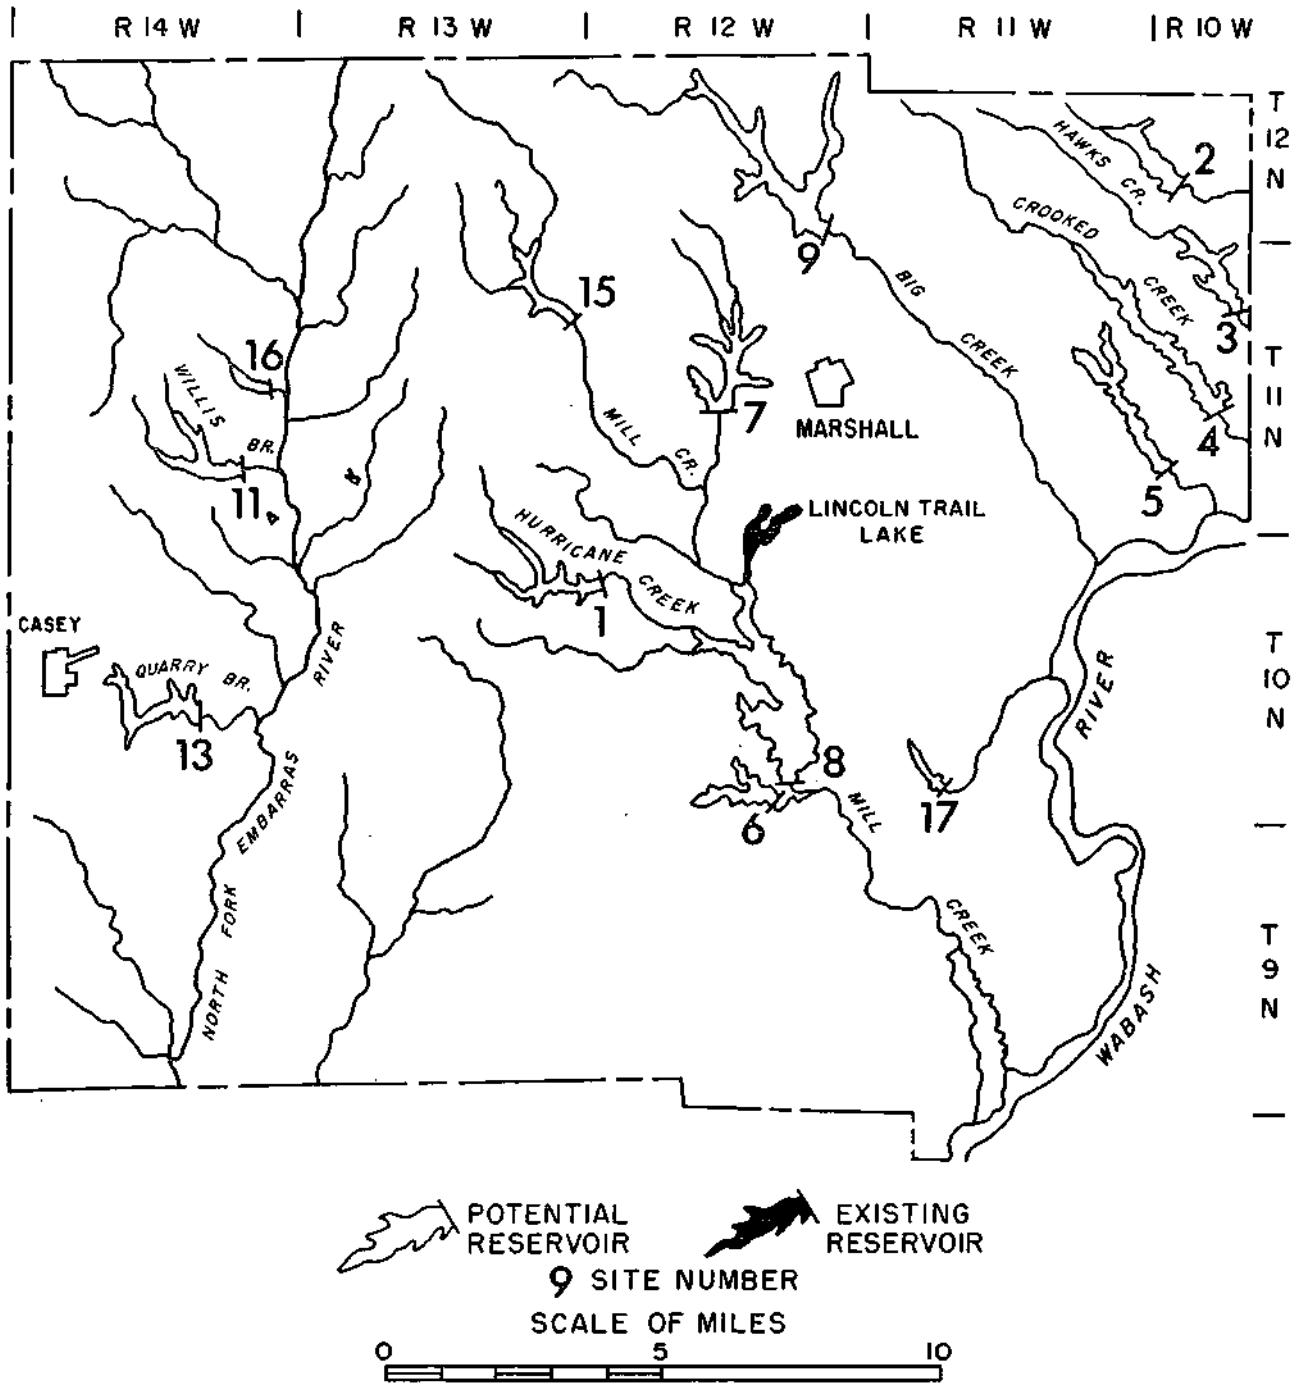 R 14 W
R 13 W
R 12 W
R 11 W
R 10 W
T
12
N
HAWKS CR.
2
CROOKED
CREEK
9
BIG
CREEK
15
3
T
11
N
16
WILLIS
BR.
7
MARSHALL
MILL
CR.
4
5
11
LINCOLN TRAIL
LAKE
HURRICANE
CREEK
1
CASEY
QUARRY BR.
RIVER
13
T
10
N
RIVER
8
6
MILL
17
EMBARRAS
FORK
NORTH
CREEK
T
9
N
WABASH
POTENTIAL
RESERVOIR
EXISTING
RESERVOIR
9 SITE NUMBER
SCALE OF MILES
0
5
10